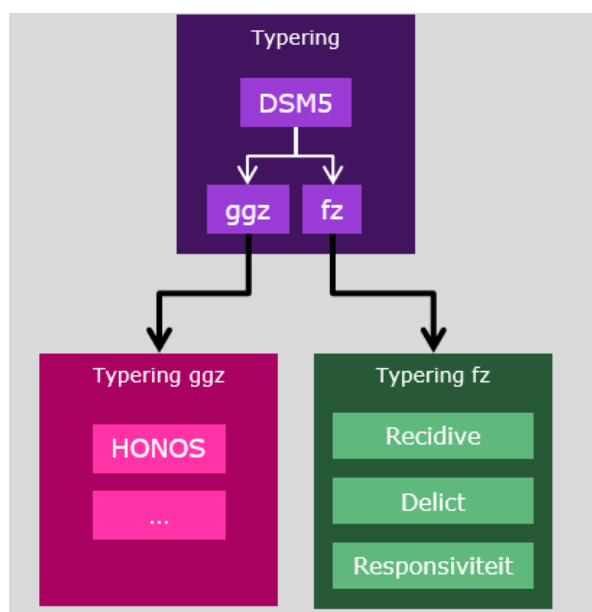 Typering
DSM5
ggz
fz
Typering ggz
HONOS
...
Typering fz
Recidive
Delict
Responsiviteit